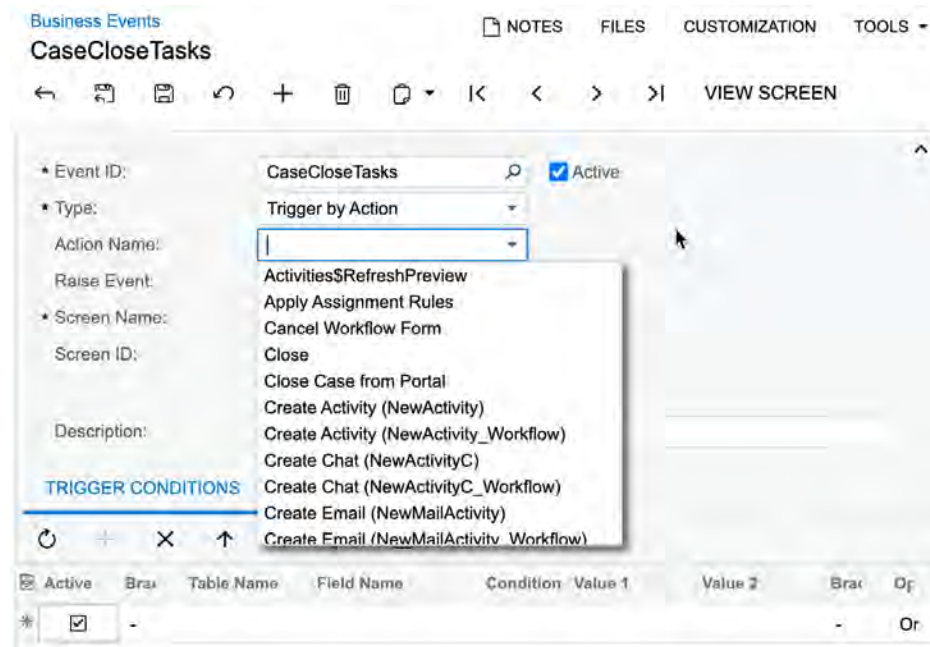 Business Events
NOTES FILES CUSTOMIZATION TOOLS
CaseCloseTasks
VIEW SCREEN
* Event ID: CaseCloseTasks Active
* Type: Trigger by Action
Action Name:
Activities$RefreshPreview
Raise Event:
Apply Assignment Rules
* Screen Name:
Cancel Workflow Form
Screen ID:
Close
Close Case from Portal
Create Activity (NewActivity)
Description:
Create Activity (NewActivity_Workflow)
Create Chat (NewActivityC)
TRIGGER CONDITIONS
Create Chat (NewActivityC_Workflow)
Create Email (NewMailActivity)
Create Email (NewMailActivity_Workflow)
Active Brac Table Name Field Name Condition Value 1 Value 2 Brac Op
- - Or